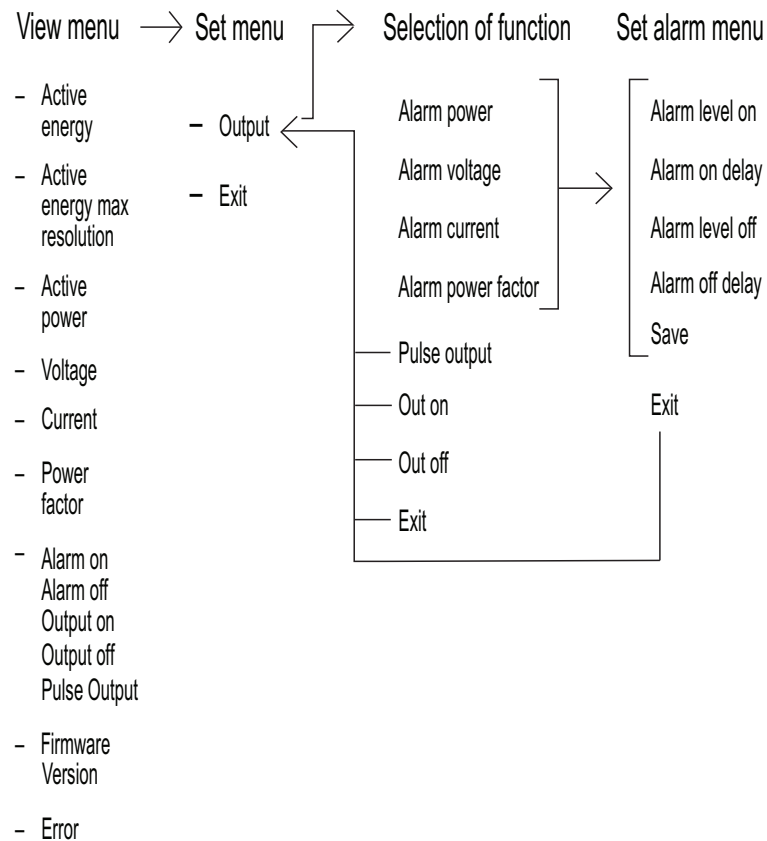 View menu
Set menu
Selection of function
Set alarm menu
– Active
energy
– Active
energy max
resolution
– Active
power
– Voltage
– Current
– Power
factor
– Alarm on
Alarm off
Output on
Output off
Pulse Output
– Firmware
Version
– Error
– Output
– Exit
Alarm power
Alarm voltage
Alarm current
Alarm power factor
Pulse output
Out on
Out off
Exit
Alarm level on
Alarm on delay
Alarm level off
Alarm off delay
Save
Exit